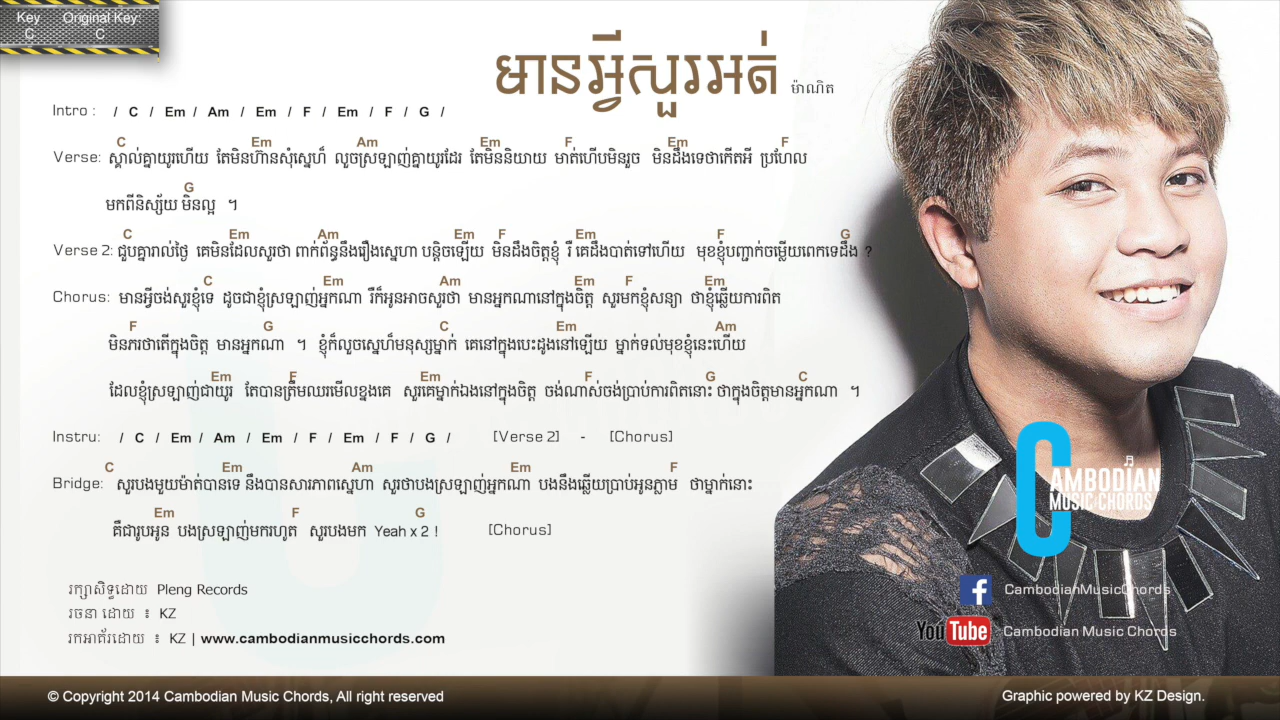 Key Original Key:
C C
មានអ្វីសួរអត់ ម៉ាណិត
Intro : / C / Em / Am / Em / F / Em / F / G /
C Em Am Em F Em F
Verse: ស្គាល់គ្នាយូរហើយ តែមិនហ៊ានសុំស្នេហ៍ លួចស្រឡាញ់គ្នាយូរដែរ តែមិននិយាយ មាត់ហើបមិនរួច មិនដឹងទេថាកើតអី ប្រហែល
G
មកពីនិស្ស័យ មិនល្អ ។
C Em Am Em F F G
Verse 2: ជួបគ្នារាល់ថ្ងៃ គេមិនដែលសួរថា ពាក់ព័ន្ធនឹងរឿងស្នេហា បន្តិចឡើយ មិនដឹងចិត្តខ្ញុំ រឺ គេដឹងបាត់ទៅហើយ មុខខ្ញុំបញ្ជាក់ចម្លើយពេកទេដឹង ?
C Em Am Em F Em
Chorus: មានអ្វីចង់សួរខ្ញុំទេ ដូចជាខ្ញុំស្រឡាញ់អ្នកណា រឺក៏អូនអាចសួរថា មានអ្នកណានៅក្នុងចិត្ត សួរមកខ្ញុំសន្យា ថាខ្ញុំឆ្លើយការពិត
F G C Em Am
មិនភរថាតើក្នុងចិត្ត មានអ្នកណា ។ ខ្ញុំក៏លួចស្នេហ៍មនុស្សម្នាក់ គេនៅក្នុងបេះដូងនៅឡើយ ម្នាក់ទល់មុខខ្ញុំនេះហើយ
Em F Em F G C
ដែលខ្ញុំស្រឡាញ់ជាយូរ តែបានត្រឹមឈរមើលខ្នងគេ សួរគេម្នាក់ឯងនៅក្នុងចិត្ត ចង់ណាស់ចង់ប្រាប់ការពិតនោះ ថាក្នុងចិត្តមានអ្នកណា ។
Instru: / C / Em / Am / Em / F / Em / F / G / [Verse 2] - [Chorus]
C Em Am Em F
Bridge: សួរបងមួយម៉ាត់បានទេ នឹងបានសារភាពស្នេហា សួរថាបងស្រឡាញ់អ្នកណា បងនឹងឆ្លើយប្រាប់អូនភ្លាម ថាម្នាក់នោះ
Em F G
គឺជារូបអូន បងស្រឡាញ់មករហូត សួរបងមក Yeah x 2 ! [Chorus]
CAMBODIAN
MUSIC CHORDS
រក្សាសិទ្ធដោយ Pleng Records
រចនា ដោយ ៖ KZ
រកអាគ័រដោយ ៖ KZ | www.cambodianmusicchords.com
f CambodianMusicChords
YouTube Cambodian Music Chords
© Copyright 2014 Cambodian Music Chords, All right reserved
Graphic powered by KZ Design.